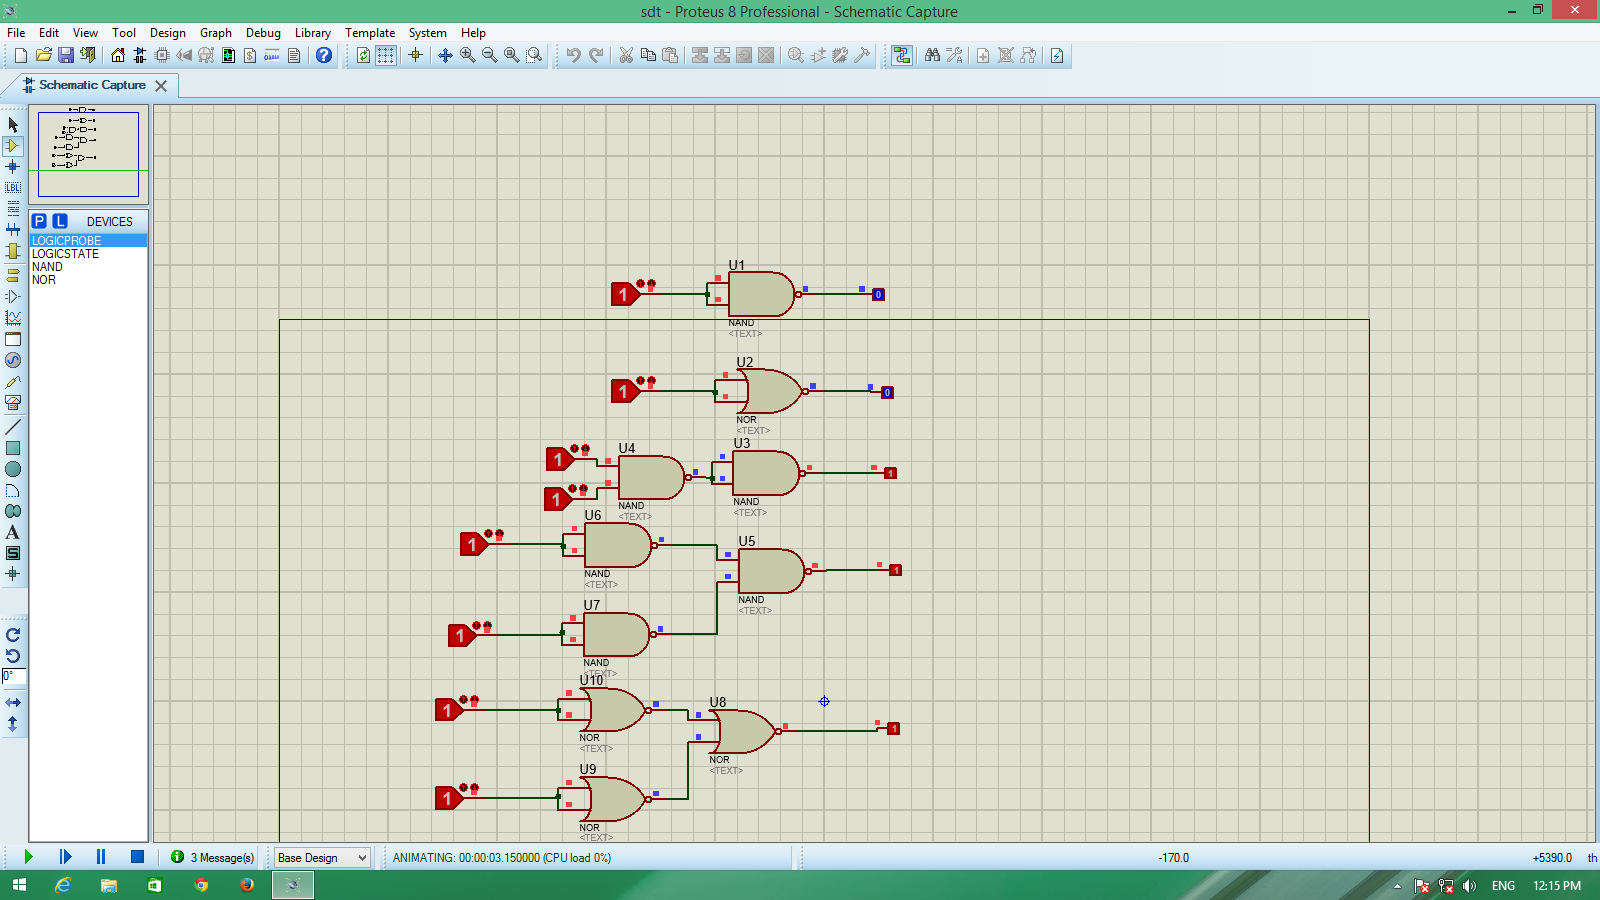 sdt - Proteus 8 Professional - Schematic Capture
File Edit View Tool Design Graph Debug Library Template System Help
Schematic Capture
P L DEVICES
LOGICPROBE
LOGICSTATE
NAND
NOR
LBL
A
S
0°
U1
1
0
NAND
<TEXT>
U2
1
0
NOR
<TEXT>
U4
U3
1
1
1
NAND
<TEXT>
NAND
<TEXT>
U6
1
NAND
<TEXT>
U5
1
NAND
<TEXT>
U7
1
NAND
<TEXT>
U10
1
NOR
<TEXT>
U8
1
NOR
<TEXT>
U9
1
NOR
<TEXT>
3 Message(s)
Base Design
ANIMATING: 00:00:03.150000 (CPU load 0%)
-170.0
+5390.0 th
ENG 12:15 PM